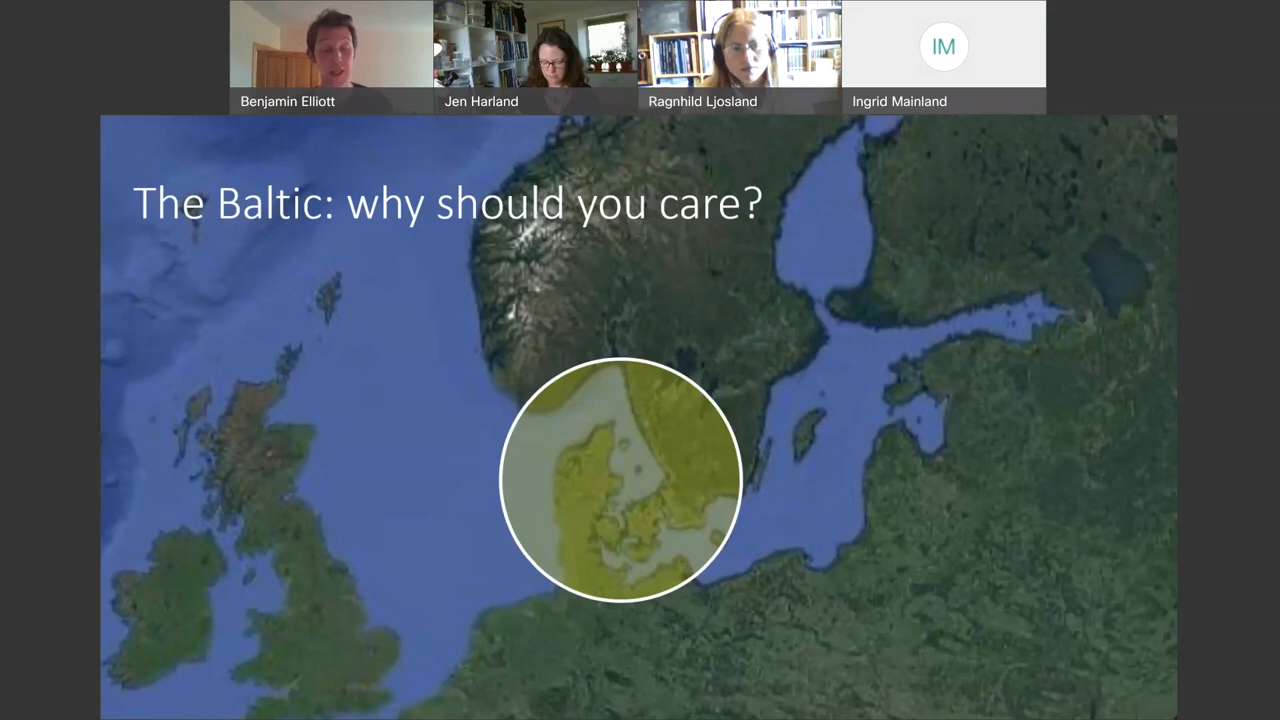 IM
Benjamin Elliott
Jen Harland
Ragnhild Ljosland
Ingrid Mainland
The Baltic: why should you care?